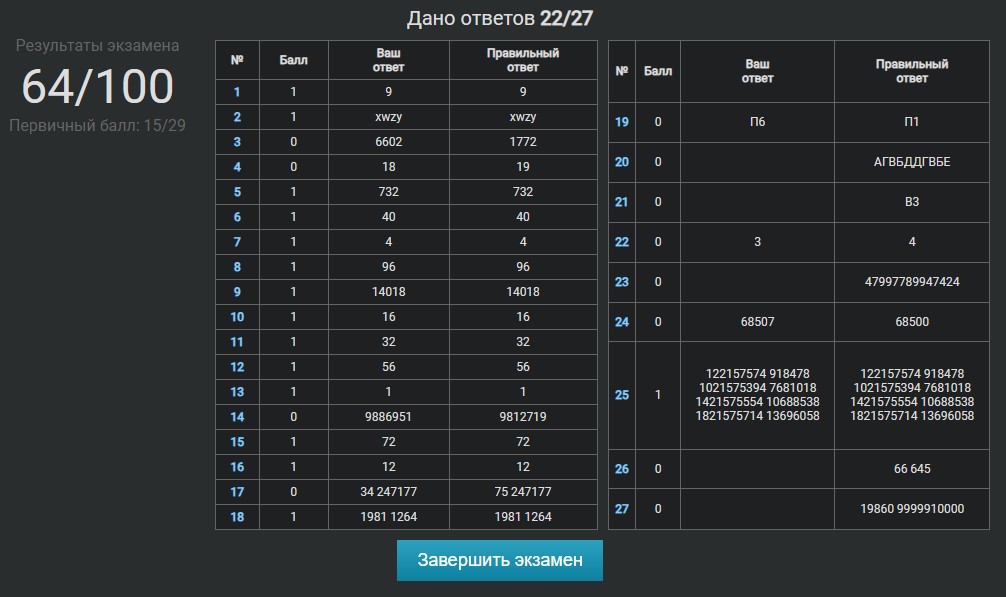 Дано ответов 22/27
Результаты экзамена
64/100
Первичный балл: 15/29
№ Балл Ваш ответ Правильный ответ
1 1 9 9
2 1 xwzy xwzy
3 0 6602 1772
4 0 18 19
5 1 732 732
6 1 40 40
7 1 4 4
8 1 96 96
9 1 14018 14018
10 1 16 16
11 1 32 32
12 1 56 56
13 1 1 1
14 0 9886951 9812719
15 1 72 72
16 1 12 12
17 0 34 247177 75 247177
18 1 1981 1264 1981 1264
№ Балл Ваш ответ Правильный ответ
19 0 П6 П1
20 0 АГВБДДГВБЕ
21 0 В3
22 0 3 4
23 0 47997789947424
24 0 68507 68500
25 1
122157574 918478 122157574 918478
1021575394 7681018 1021575394 7681018
1421575554 10688538 1421575554 10688538
1821575714 13696058 1821575714 13696058
26 0 66 645
27 0 19860 9999910000
Завершить экзамен